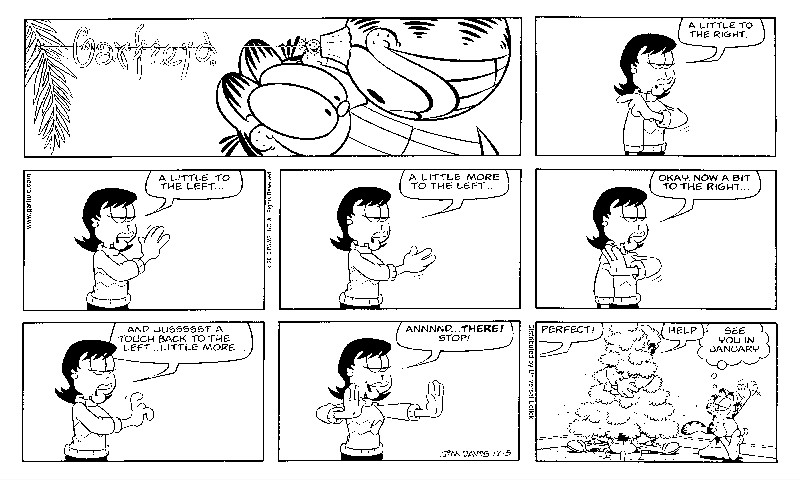 Garfield.
A LITTLE TO
THE RIGHT.
A LITTLE TO
THE LEFT...
A LITTLE MORE
TO THE LEFT..
OKAY. NOW A BIT
TO THE RIGHT...
AND JUSSSSST A
TOUCH BACK TO THE
LEFT...LITTLE MORE
ANNNND...THERE!
STOP!
JIM DAVIS 12-5
PERFECT!
HELP
SEE
YOU IN
JANUARY